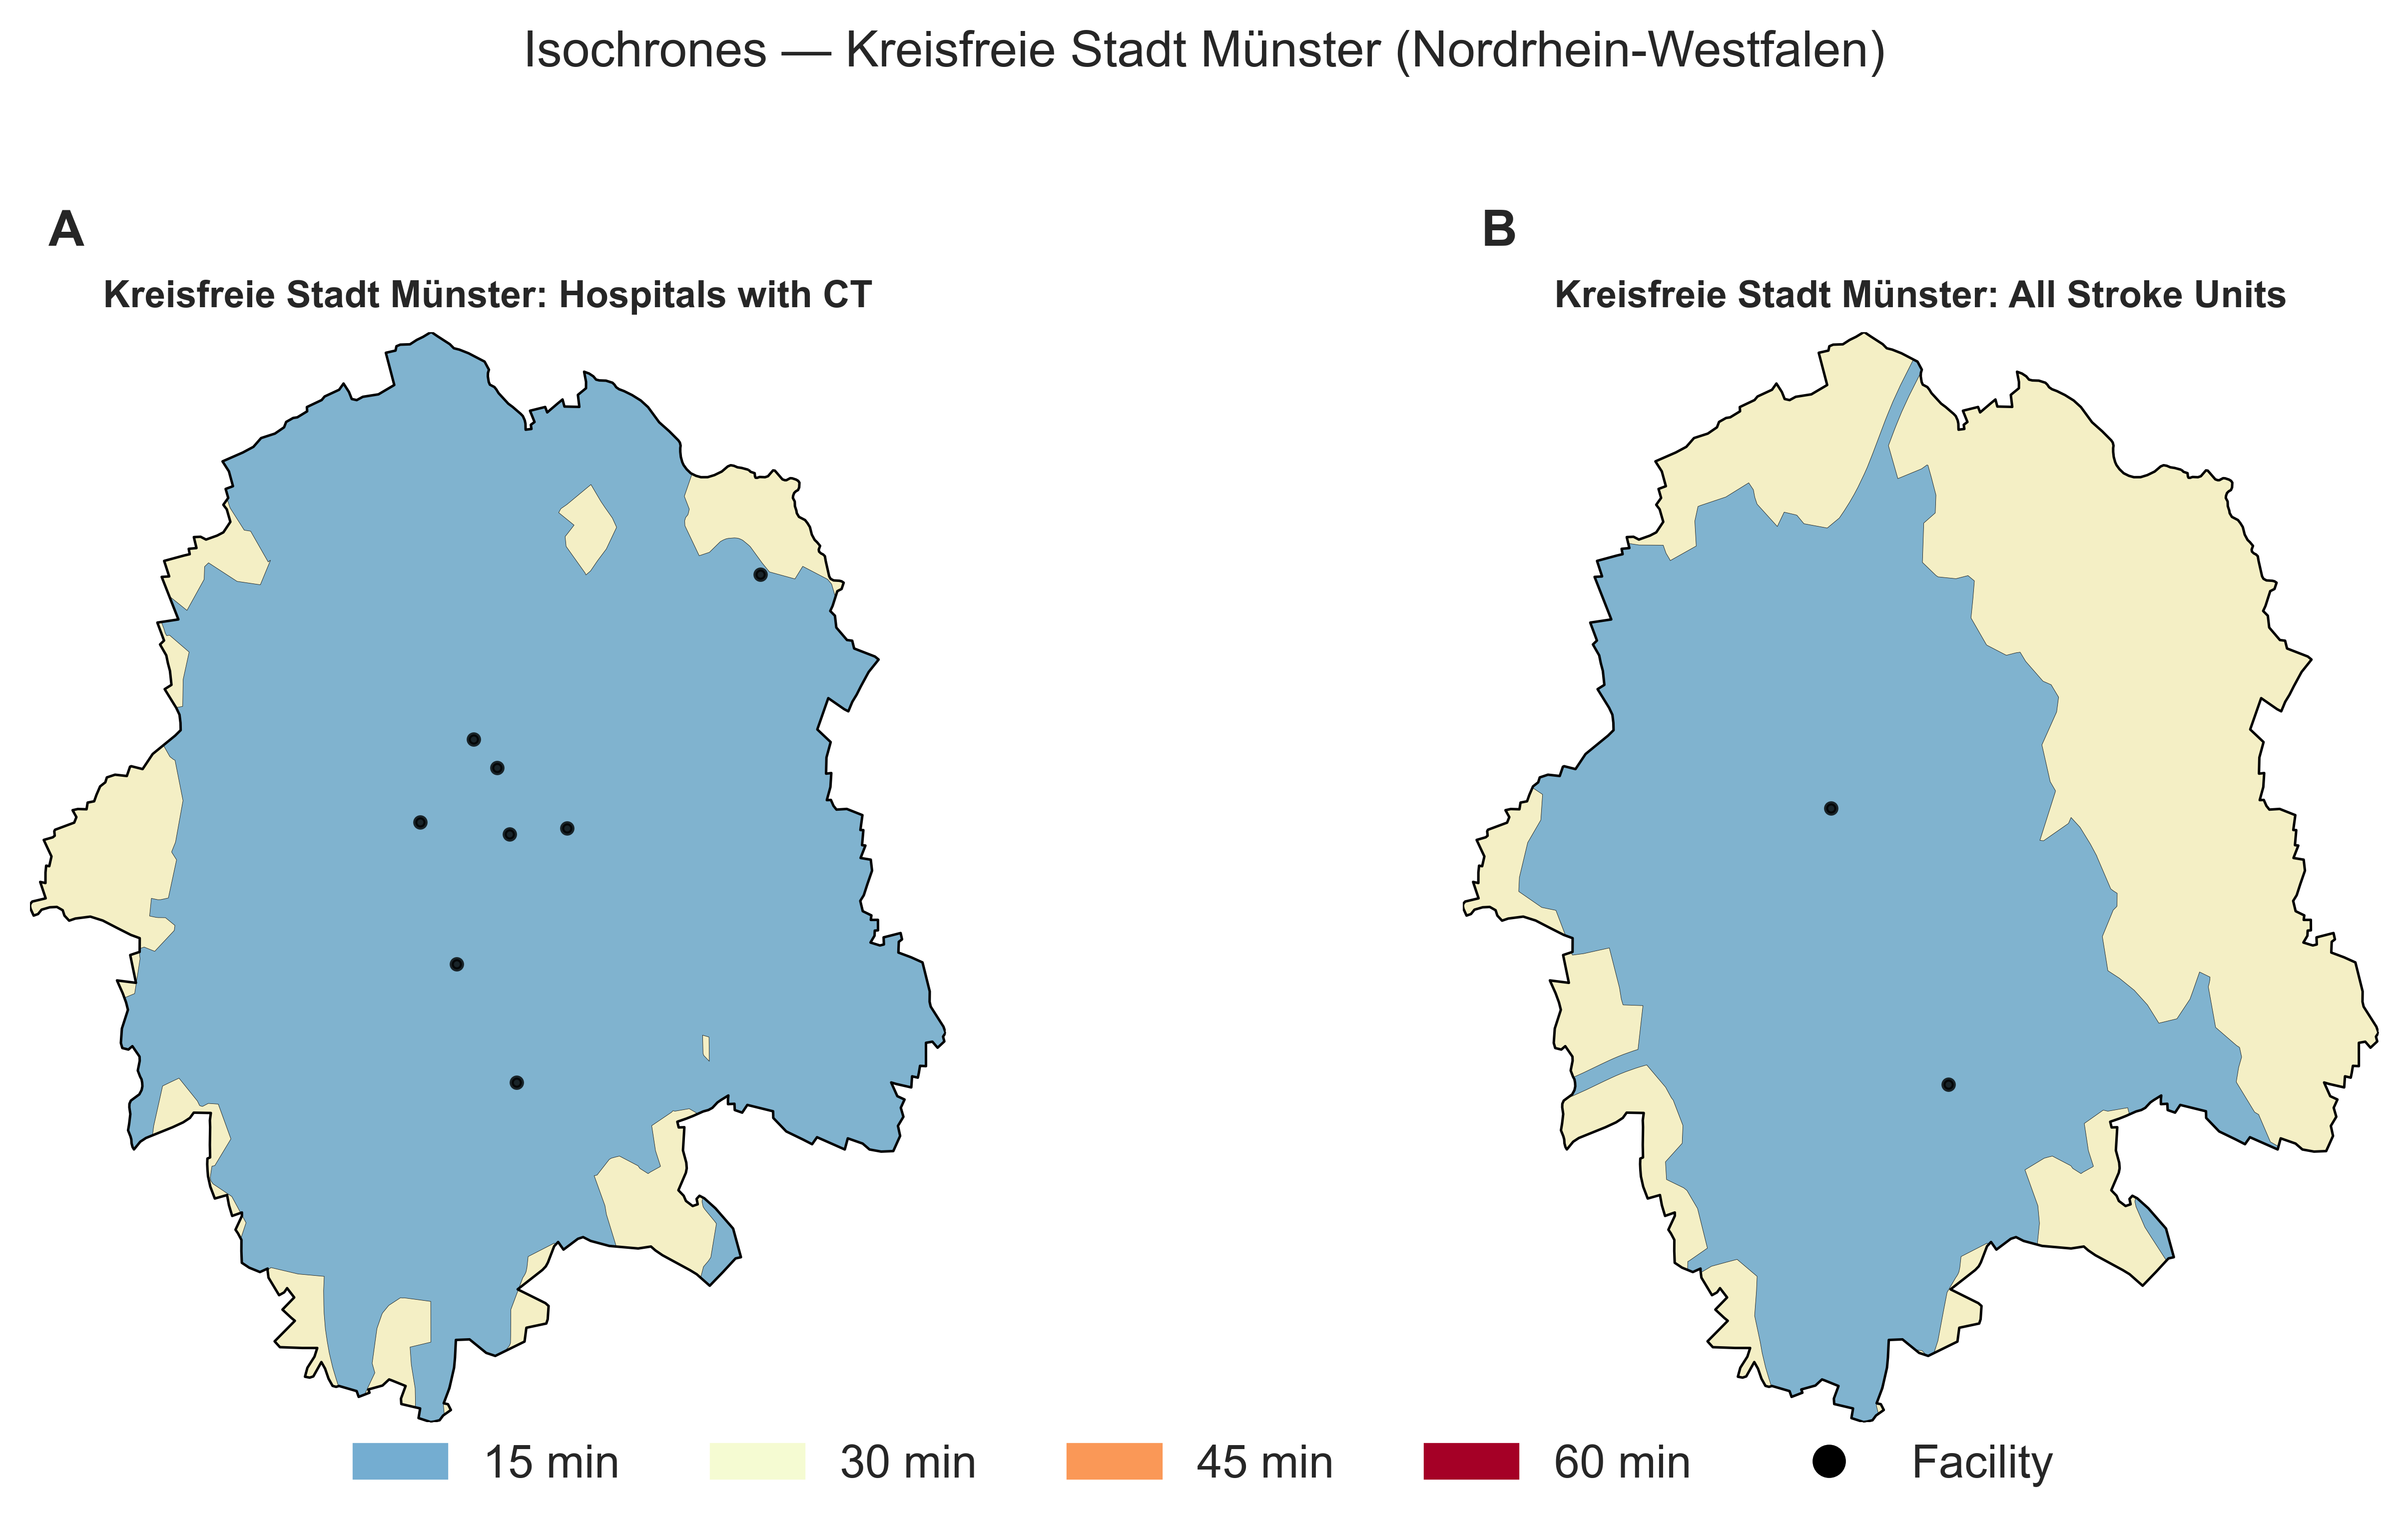 Isochrones — Kreisfreie Stadt Münster (Nordrhein-Westfalen)
A
Kreisfreie Stadt Münster: Hospitals with CT
B
Kreisfreie Stadt Münster: All Stroke Units
15 min
30 min
45 min
60 min
Facility